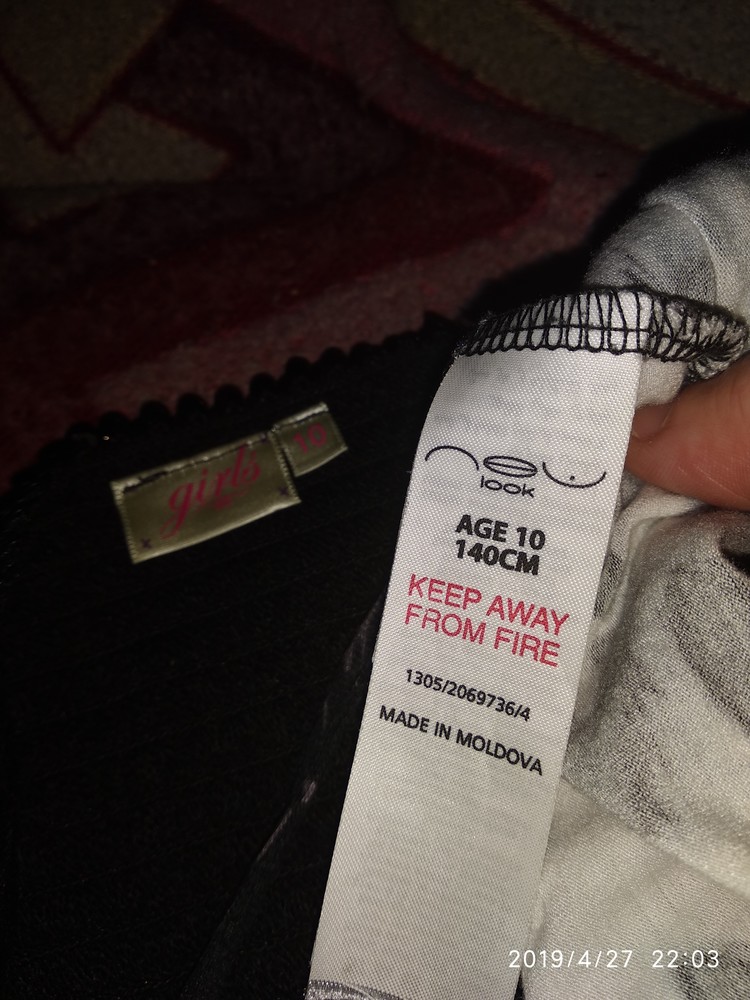 girls
10
new
look
AGE 10
140CM
KEEP AWAY
FROM FIRE
1305/2069736/4
MADE IN MOLDOVA
2019/4/27 22:03